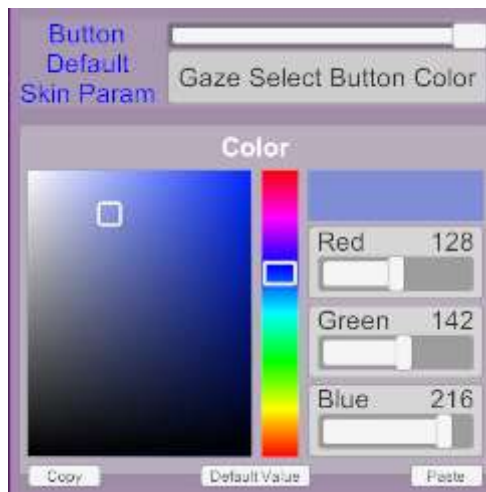 Button
Default
Skin Param
Gaze Select Button Color
Color
Red 128
Green 142
Blue 216
Copy
Default Value
Paste